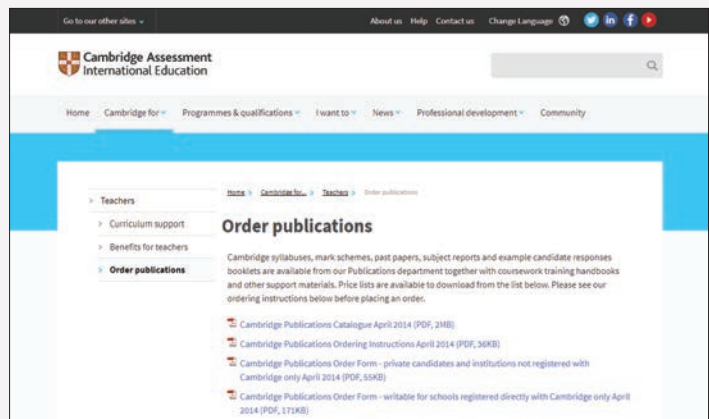 Go to our other sites
About us Help Contact us Change Language
Cambridge Assessment
International Education
Home Cambridge for Programmes & qualifications I want to News Professional development Community
Home > Cambridge for... > Teachers > Order publications
> Teachers
> Curriculum support
> Benefits for teachers
> Order publications
Order publications
Cambridge syllabuses, mark schemes, past papers, subject reports and example candidate responses
booklets are available from our Publications department together with coursework training handbooks
and other support materials. Price lists are available to download from the list below. Please see our
ordering instructions below before placing an order.
Cambridge Publications Catalogue April 2014 (PDF, 2MB)
Cambridge Publications Ordering Instructions April 2014 (PDF, 36KB)
Cambridge Publications Order Form - private candidates and institutions not registered with
Cambridge only April 2014 (PDF, 55KB)
Cambridge Publications Order Form - writable for schools registered directly with Cambridge only April
2014 (PDF, 171KB)